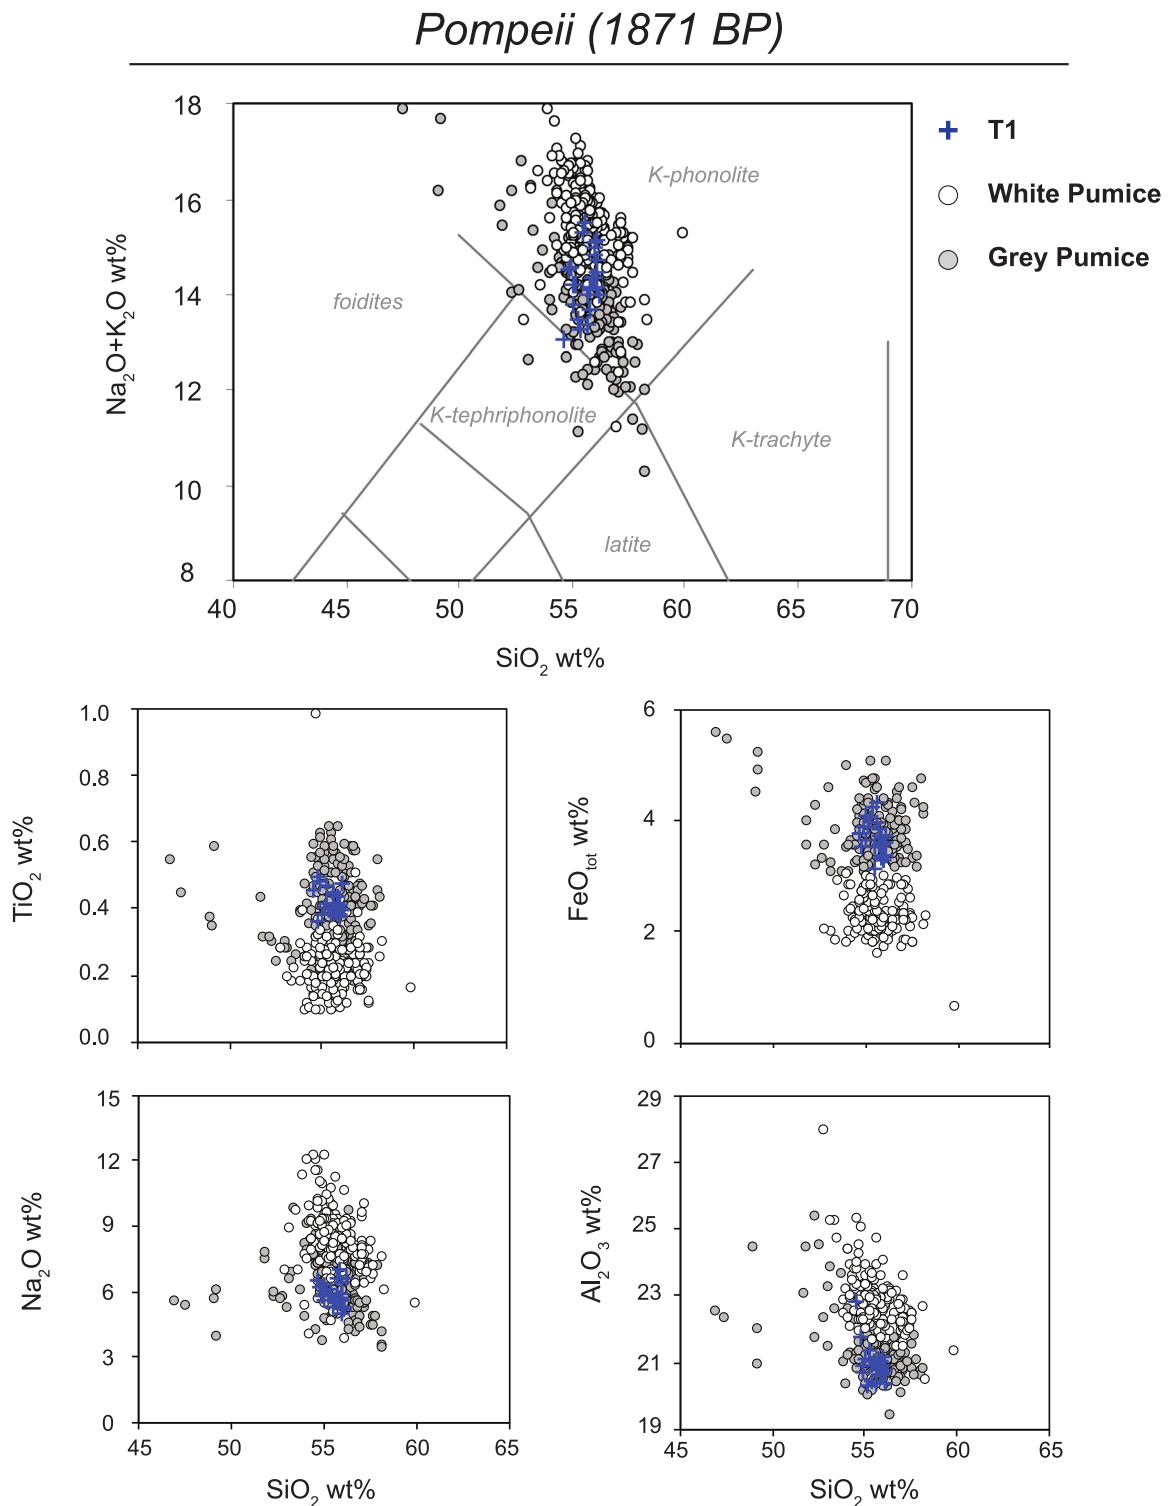 Pompeii (1871 BP)
18
16
14
12
10
8
Na₂O+K₂O wt%
40 45 50 55 60 65 70
SiO₂ wt%
foidites
K-phonolite
K-tephriphonolite
K-trachyte
latite
T1
White Pumice
Grey Pumice
1.0
0.8
0.6
0.4
0.2
0.0
TiO₂ wt%
6
4
2
0
FeOtot wt%
15
12
9
6
3
0
Na₂O wt%
45 50 55 60 65
SiO₂ wt%
29
27
25
23
21
19
Al₂O₃ wt%
45 50 55 60 65
SiO₂ wt%